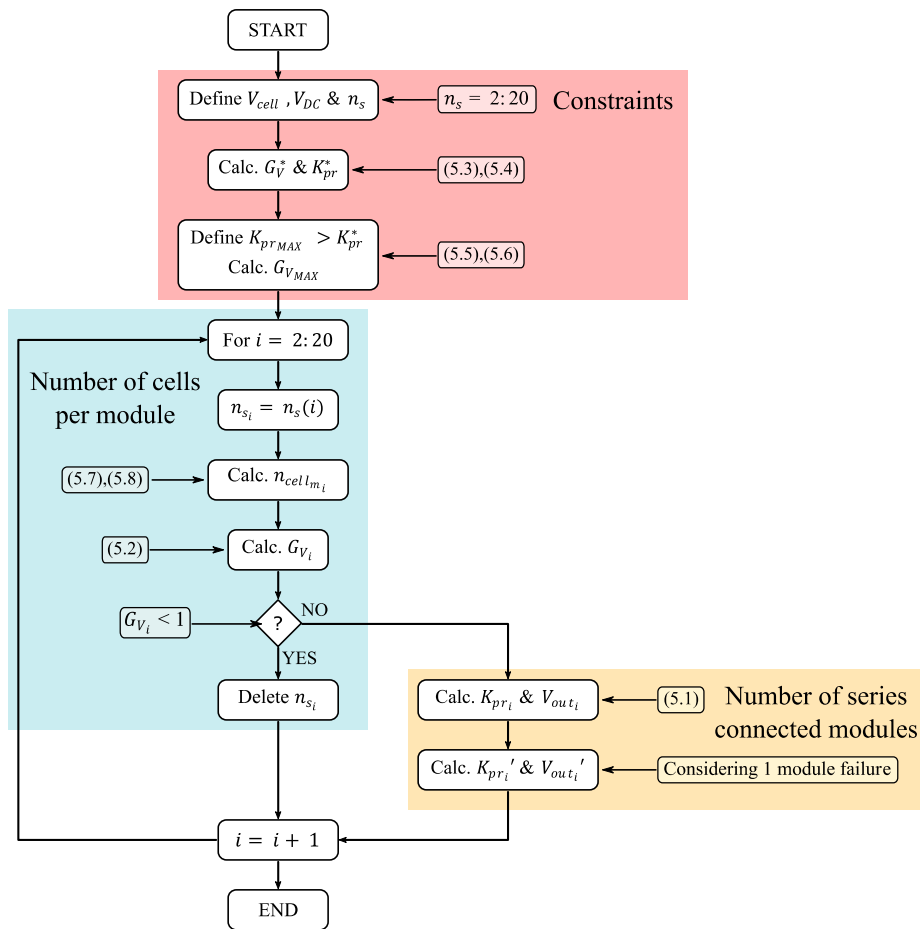 START
Define V_cell , V_DC & n_s
n_s = 2: 20
Constraints
Calc. G_V^* & K_pr^*
(5.3),(5.4)
Define K_pr_MAX > K_pr^*
Calc. G_V_MAX
(5.5),(5.6)
For i = 2: 20
Number of cells
per module
n_s_i = n_s(i)
(5.7),(5.8)
Calc. n_cell_m_i
(5.2)
Calc. G_V_i
G_V_i < 1
?
NO
YES
Delete n_s_i
Calc. K_pr_i & V_out_i
(5.1)
Number of series
connected modules
Calc. K_pr_i' & V_out_i'
Considering 1 module failure
i = i + 1
END